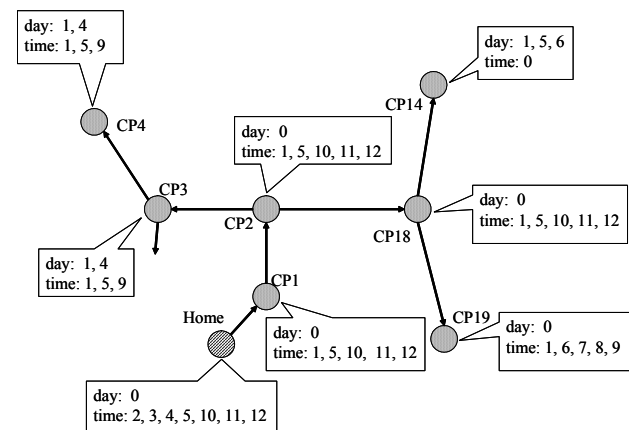 day: 1, 4
time: 1, 5, 9
CP4
day: 1, 5, 6
time: 0
CP14
day: 0
time: 1, 5, 10, 11, 12
CP3
CP2
day: 0
time: 1, 5, 10, 11, 12
CP18
day: 1, 4
time: 1, 5, 9
CP1
Home
day: 0
time: 1, 5, 10, 11, 12
CP19
day: 0
time: 1, 6, 7, 8, 9
day: 0
time: 2, 3, 4, 5, 10, 11, 12